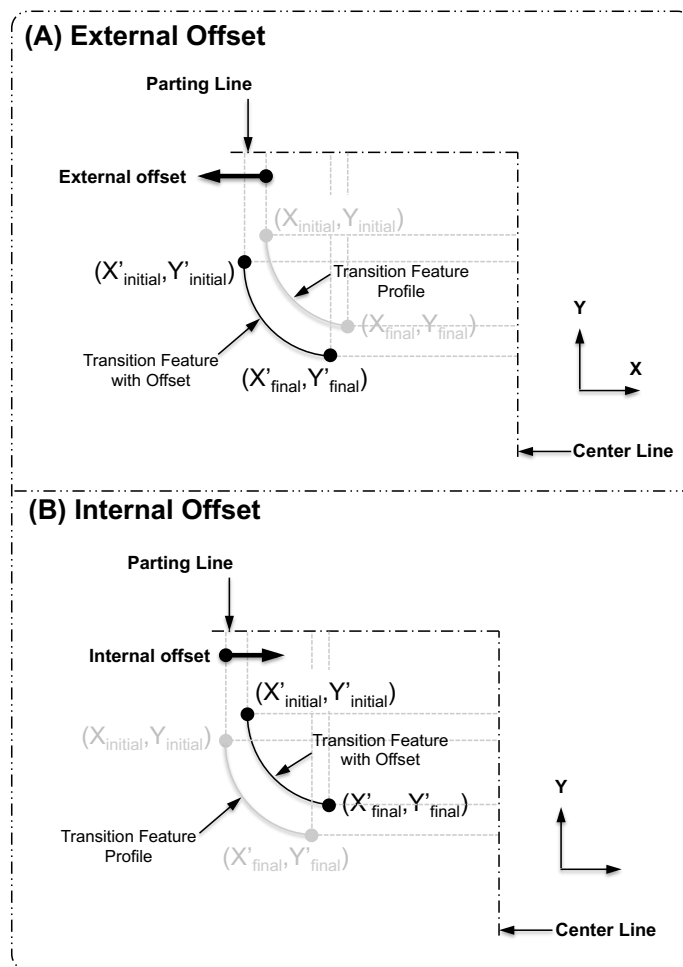 (A) External Offset
Parting Line
External offset
(Xinitial,Yinitial)
(X'initial,Y'initial)
Transition Feature
Profile
(Xfinal,Yfinal)
Transition Feature
with Offset
(X'final,Y'final)
Y
X
Center Line
(B) Internal Offset
Parting Line
Internal offset
(X'initial,Y'initial)
(Xinitial,Yinitial)
Transition Feature
with Offset
(X'final,Y'final)
Transition Feature
Profile
(X'final,Y'final)
Y
Center Line